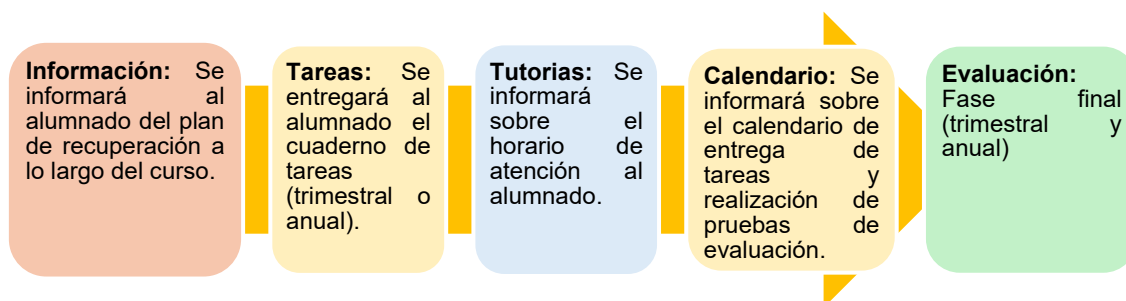 Información: Se
informará al
alumnado del plan
de recuperación a
lo largo del curso.
Tareas: Se
entregará al
alumnado el
cuaderno de
tareas
(trimestral o
anual).
Tutorias: Se
informará
sobre el
horario de
atención al
alumnado.
Calendario: Se
informará sobre
el calendario de
entrega de
tareas y
realización de
pruebas de
evaluación.
Evaluación:
Fase final
(trimestral y
anual)